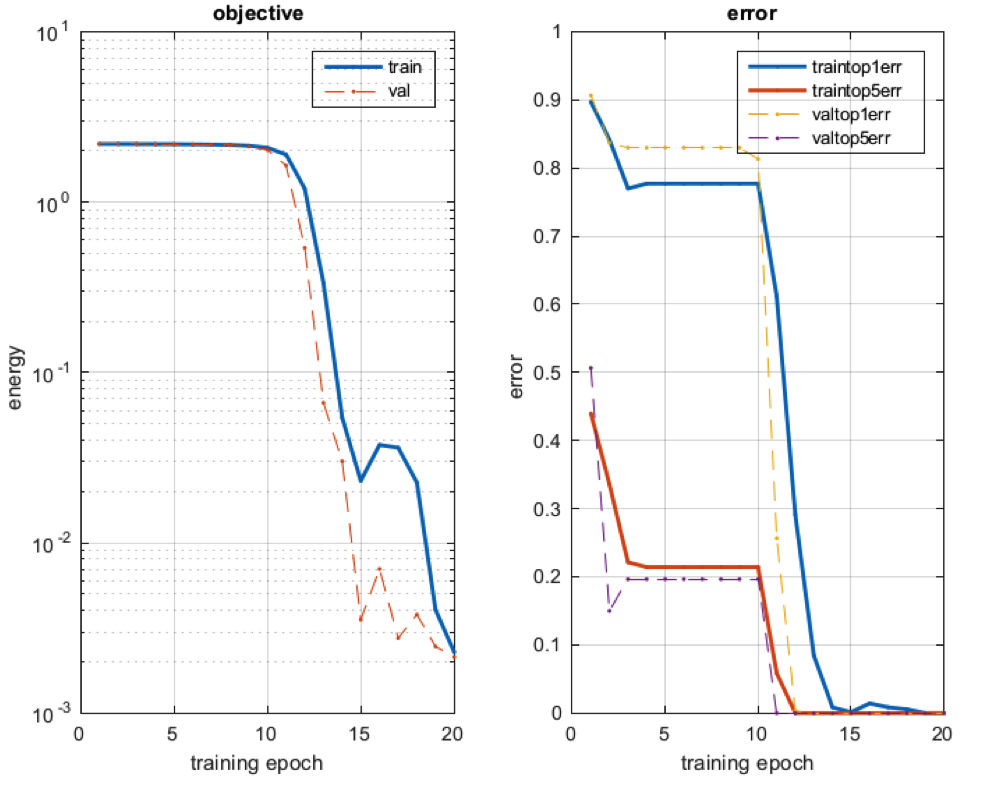 objective
10^1
10^0
10^-1
10^-2
10^-3
energy
0 5 10 15 20
training epoch
train
val
error
1
0.9
0.8
0.7
0.6
0.5
0.4
0.3
0.2
0.1
0
error
0 5 10 15 20
training epoch
traintop1err
traintop5err
valtop1err
valtop5err